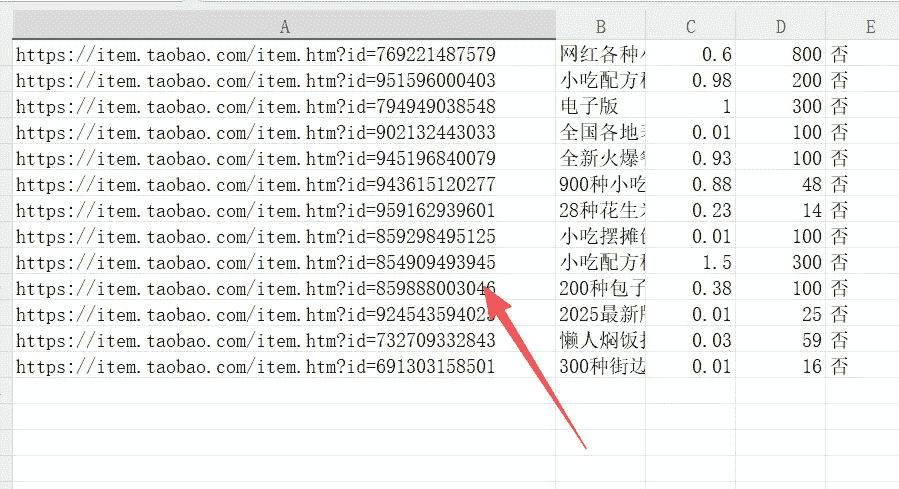 A B C D E
https://item.taobao.com/item.htm?id=769221487579 网红各种 0.6 800 否
https://item.taobao.com/item.htm?id=951596000403 小吃配方 0.98 200 否
https://item.taobao.com/item.htm?id=794949038548 电子版 1 300 否
https://item.taobao.com/item.htm?id=902132443033 全国各地 0.01 100 否
https://item.taobao.com/item.htm?id=945196840079 全新火爆 0.93 100 否
https://item.taobao.com/item.htm?id=943615120277 900种小吃 0.88 48 否
https://item.taobao.com/item.htm?id=959162939601 28种花生 0.23 14 否
https://item.taobao.com/item.htm?id=859298495125 小吃摆摊 0.01 100 否
https://item.taobao.com/item.htm?id=854909493945 小吃配方 1.5 300 否
https://item.taobao.com/item.htm?id=859888003046 200种包子 0.38 100 否
https://item.taobao.com/item.htm?id=924543594025 2025最新 0.01 25 否
https://item.taobao.com/item.htm?id=732709332843 懒人焖饭 0.03 59 否
https://item.taobao.com/item.htm?id=691303158501 300种街边 0.01 16 否